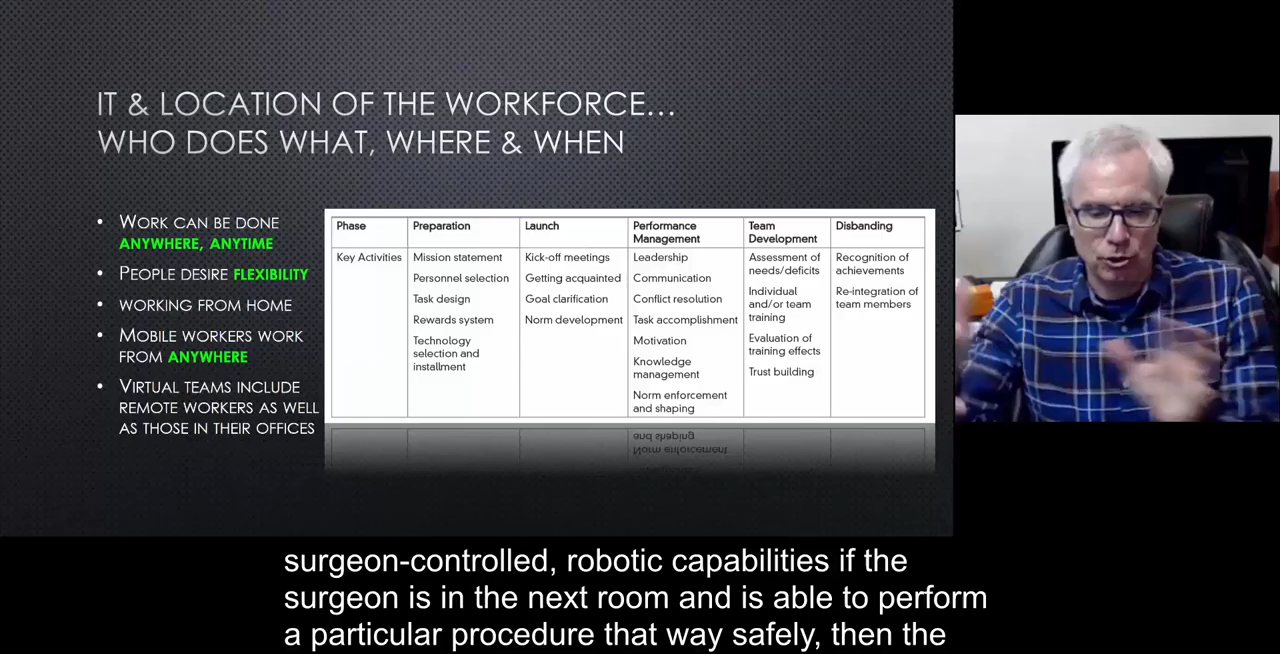 IT & LOCATION OF THE WORKFORCE...
WHO DOES WHAT, WHERE & WHEN
• WORK CAN BE DONE
ANYWHERE, ANYTIME
• PEOPLE DESIRE FLEXIBILITY
• WORKING FROM HOME
• MOBILE WORKERS WORK
FROM ANYWHERE
• VIRTUAL TEAMS INCLUDE
REMOTE WORKERS AS WELL
AS THOSE IN THEIR OFFICES
Phase
Key Activities
Preparation
Mission statement
Personnel selection
Task design
Rewards system
Technology
selection and
installment
Launch
Kick-off meetings
Getting acquainted
Goal clarification
Norm development
Performance
Management
Leadership
Communication
Conflict resolution
Task accomplishment
Motivation
Knowledge
management
Norm enforcement
and shaping
Team
Development
Assessment of
needs/deficits
Individual
and/or team
training
Evaluation of
training effects
Trust building
Disbanding
Recognition of
achievements
Re-integration of
team members
surgeon-controlled, robotic capabilities if the
surgeon is in the next room and is able to perform
a particular procedure that way safely, then the